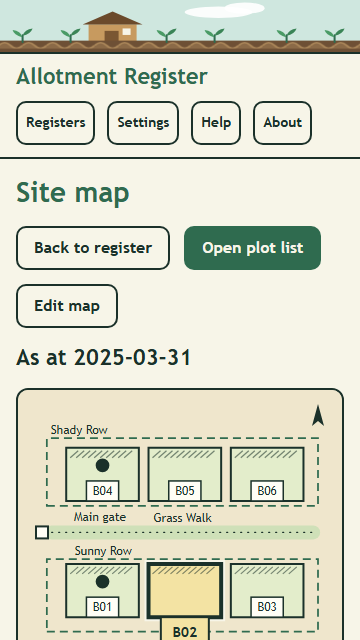 Allotment Register
Registers Settings Help About
Site map
Back to register Open plot list
Edit map
As at 2025-03-31
Shady Row
B04 B05 B06
Main gate Grass Walk
Sunny Row
B01 B02 B03